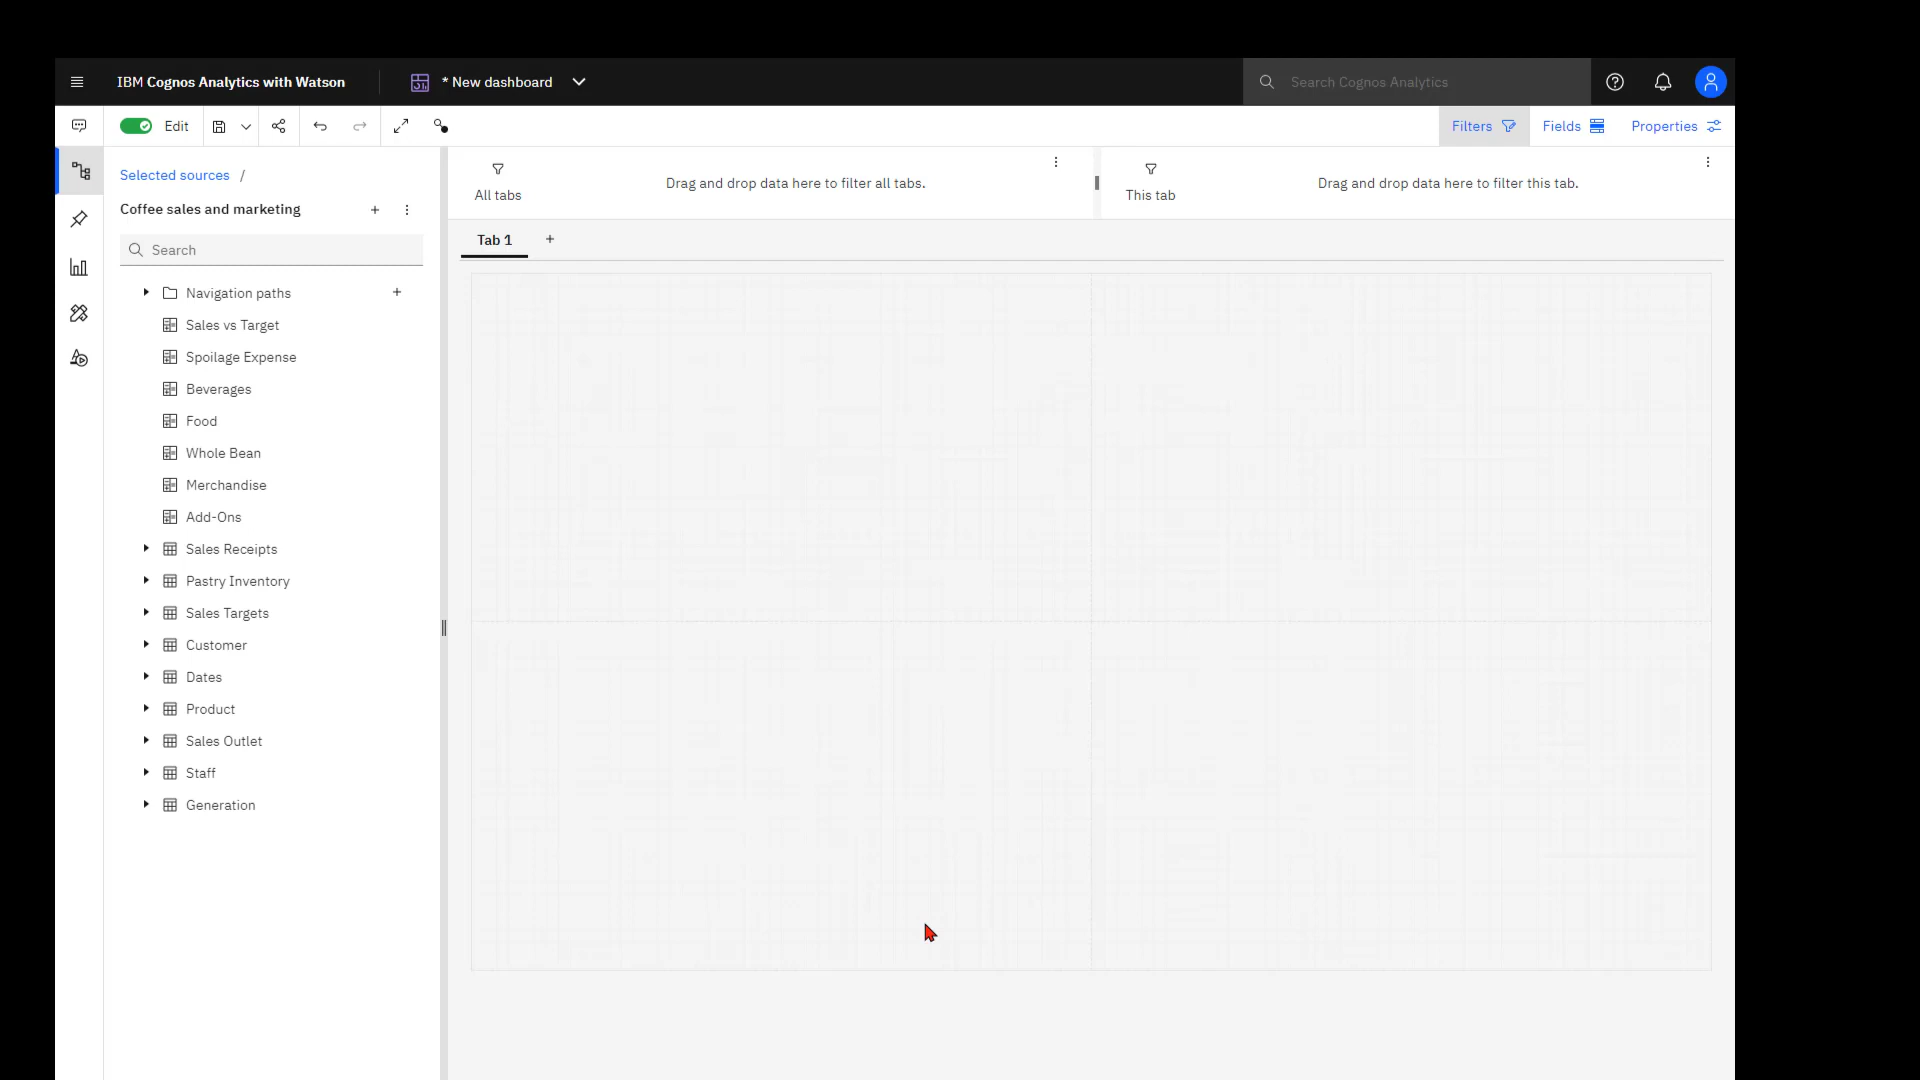 IBM Cognos Analytics with Watson
* New dashboard
Search Cognos Analytics
Edit
Filters
Fields
Properties
Selected sources /
Coffee sales and marketing
Search
Navigation paths
Sales vs Target
Spoilage Expense
Beverages
Food
Whole Bean
Merchandise
Add-Ons
Sales Receipts
Pastry Inventory
Sales Targets
Customer
Dates
Product
Sales Outlet
Staff
Generation
All tabs
Drag and drop data here to filter all tabs.
This tab
Drag and drop data here to filter this tab.
Tab 1